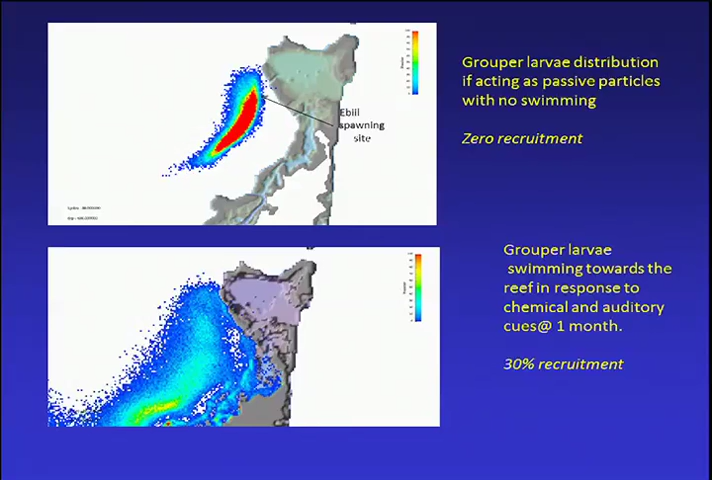 Grouper larvae distribution
if acting as passive particles
with no swimming
Zero recruitment
Ebiil
spawning
site
Grouper larvae
swimming towards the
reef in response to
chemical and auditory
cues@ 1 month.
30% recruitment